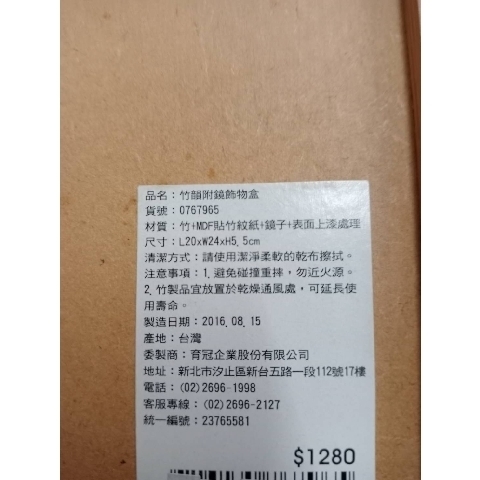 品名：竹韻附鏡飾物盒
貨號：0767965
材質：竹+MDF貼竹紋紙+鏡子+表面上漆處理
尺寸：L20xW24xH5.5cm
清潔方式：請使用潔淨柔軟的乾布擦拭。
注意事項：1.避免碰撞重摔，勿近火源。
2.竹製品宜放置於乾燥通風處，可延長使
用壽命。
製造日期：2016.08.15
產地：台灣
委製商：育冠企業股份有限公司
地址：新北市汐止區新台五路一段112號17樓
電話：(02)2696-1998
客服專線：(02)2696-2127
統一編號：23765581
$1280